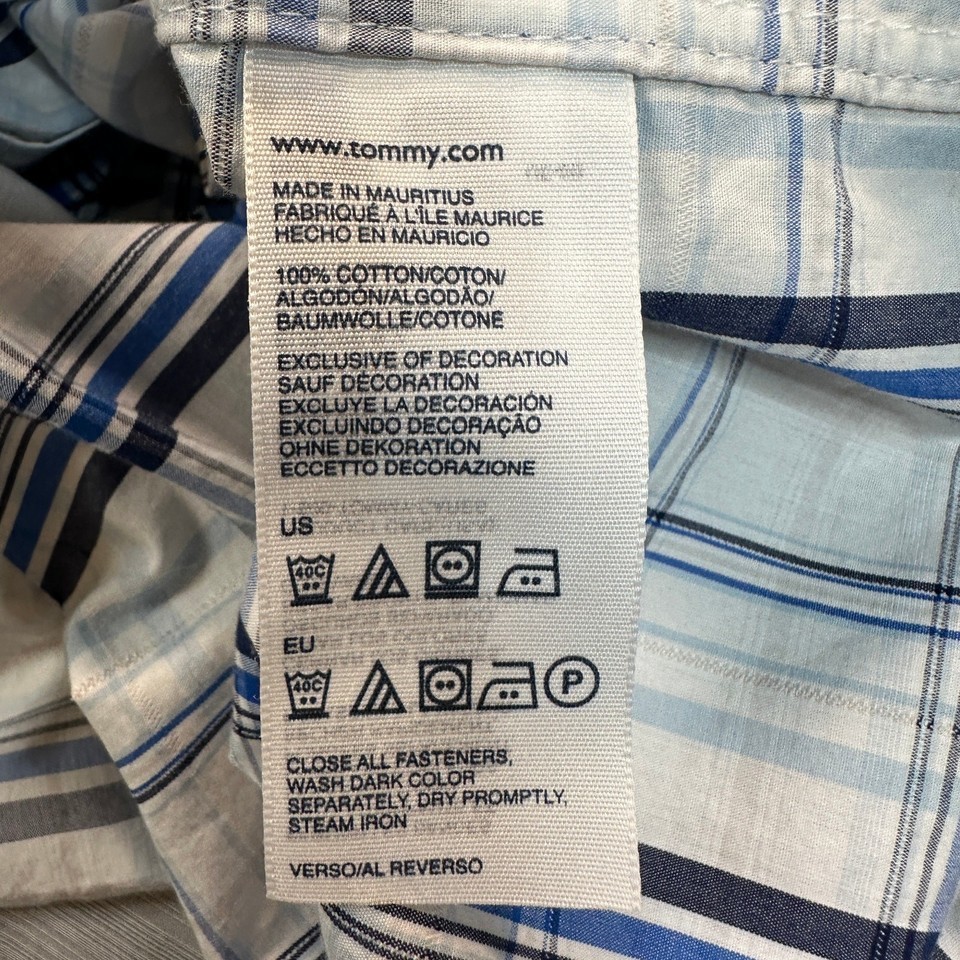 www.tommy.com
MADE IN MAURITIUS
FABRIQUÉ À L'ÎLE MAURICE
HECHO EN MAURICIO
100% COTTON/COTON/
ALGODÓN/ALGODÃO/
BAUMWOLLE/COTONE
EXCLUSIVE OF DECORATION
SAUF DÉCORATION
EXCLUYE LA DECORACIÓN
EXCLUINDO DECORAÇÃO
OHNE DEKORATION
ECCETTO DECORAZIONE
US
40C
EU
40C P
CLOSE ALL FASTENERS,
WASH DARK COLOR
SEPARATELY, DRY PROMPTLY,
STEAM IRON
VERSO/AL REVERSO